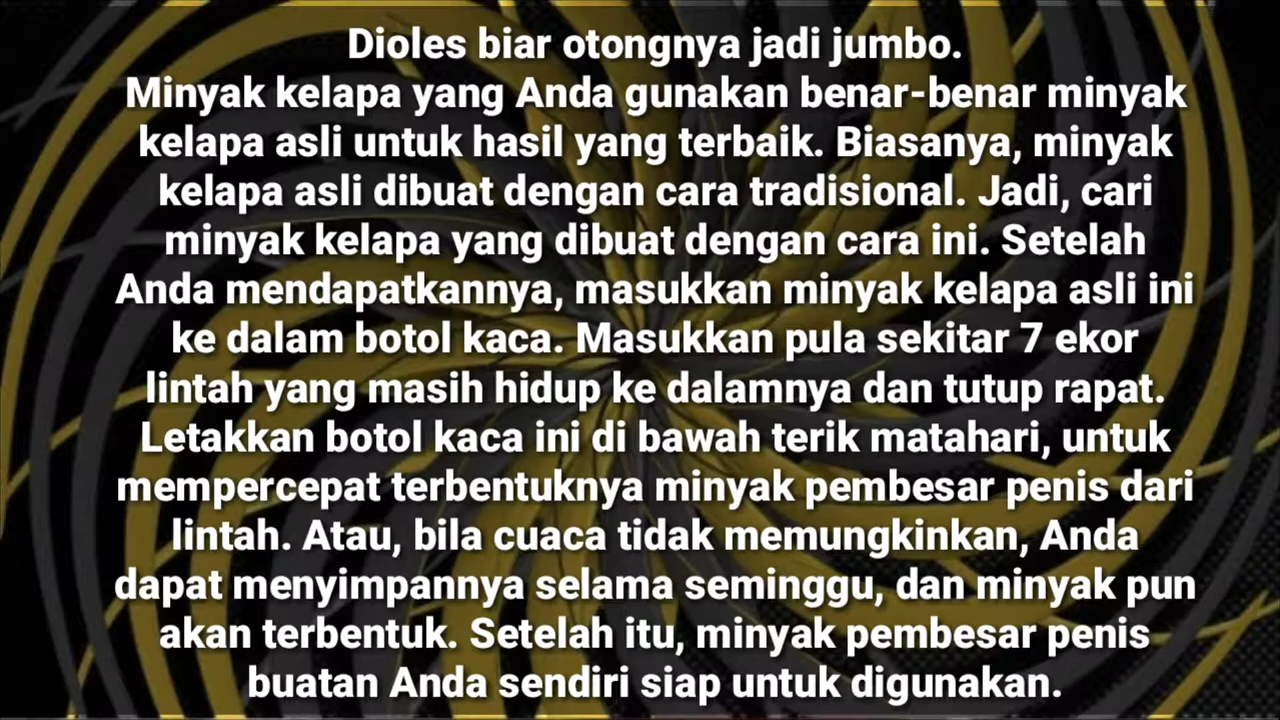 Dioles biar otongnya jadi jumbo.
Minyak kelapa yang Anda gunakan benar-benar minyak
kelapa asli untuk hasil yang terbaik. Biasanya, minyak
kelapa asli dibuat dengan cara tradisional. Jadi, cari
minyak kelapa yang dibuat dengan cara ini. Setelah
Anda mendapatkannya, masukkan minyak kelapa asli ini
ke dalam botol kaca. Masukkan pula sekitar 7 ekor
lintah yang masih hidup ke dalamnya dan tutup rapat.
Letakkan botol kaca ini di bawah terik matahari, untuk
mempercepat terbentuknya minyak pembesar penis dari
lintah. Atau, bila cuaca tidak memungkinkan, Anda
dapat menyimpannya selama seminggu, dan minyak pun
akan terbentuk. Setelah itu, minyak pembesar penis
buatan Anda sendiri siap untuk digunakan.